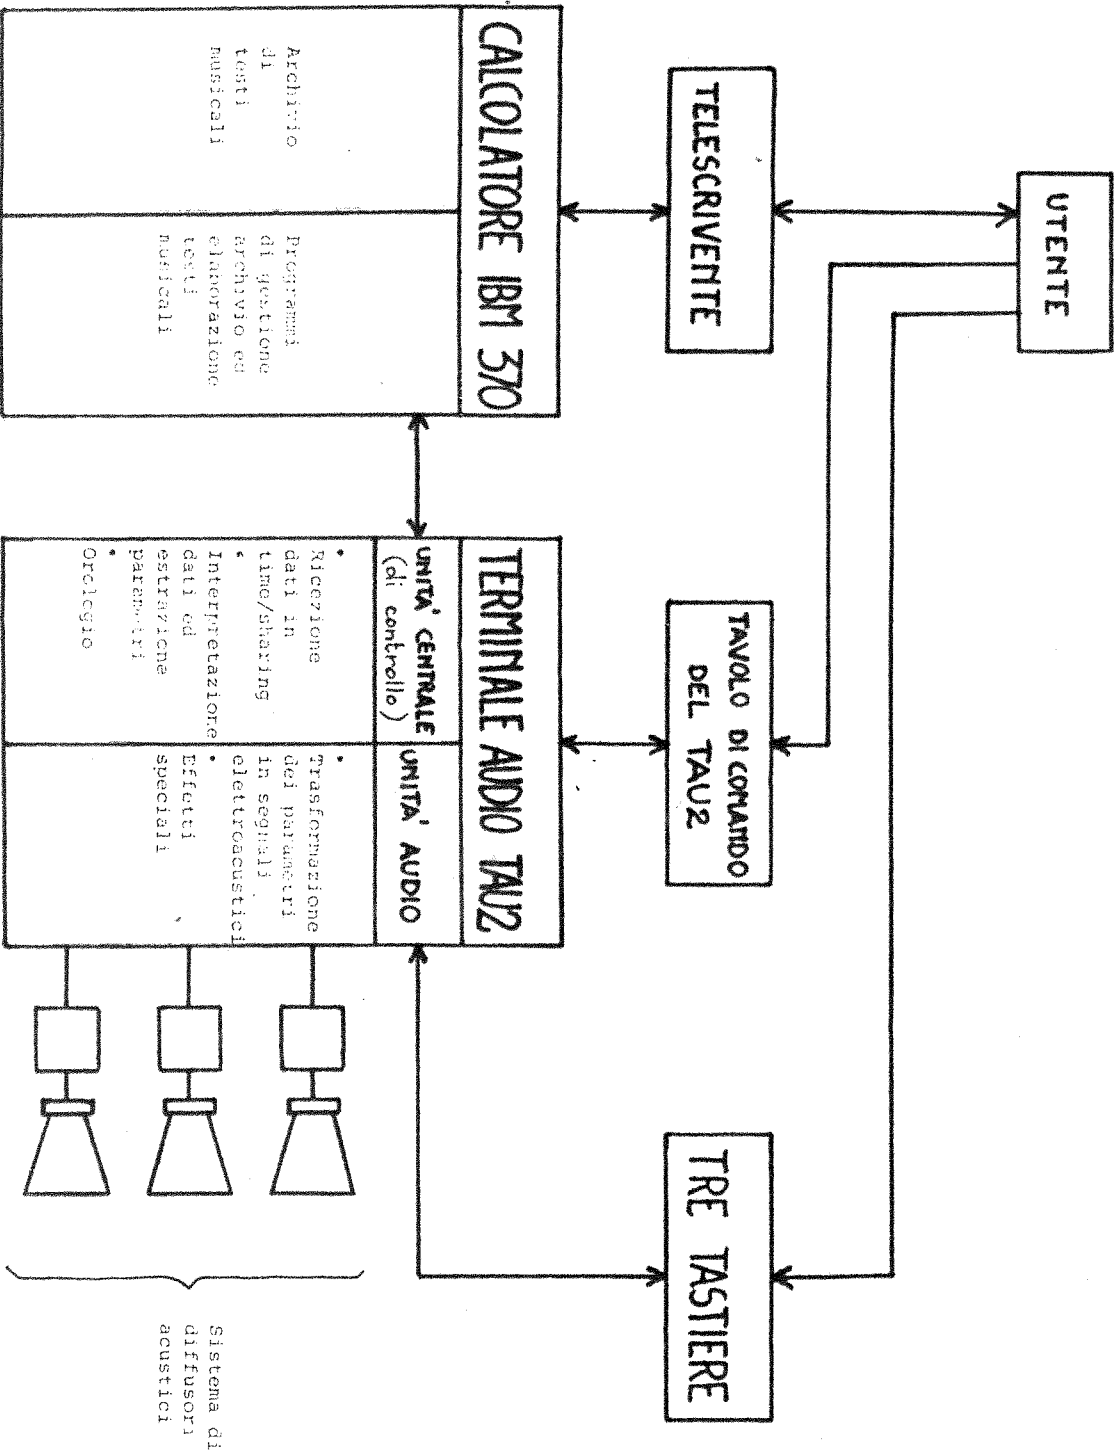 UTENTE
TELESCRIVENTE
TAVOLO DI COMANDO
DEL TAU2
TRE TASTIERE
CALCOLATORE IBM 370
Archivio
di
testi
musicali
Programmi
di gestione
archivio ed
elaborazione
testi
musicali
TERMINALE AUDIO TAU2
UNITA' CENTRALE
(di controllo)
•
Ricezione
dati in
time/sharing
•
Interpretazione
dati ed
estrazione
parametri
•
Orologio
UNITA' AUDIO
•
Trasformazione
dei parametri
in segnali
elettroacustici
•
Effetti
speciali
Sistema di
diffusori
acustici